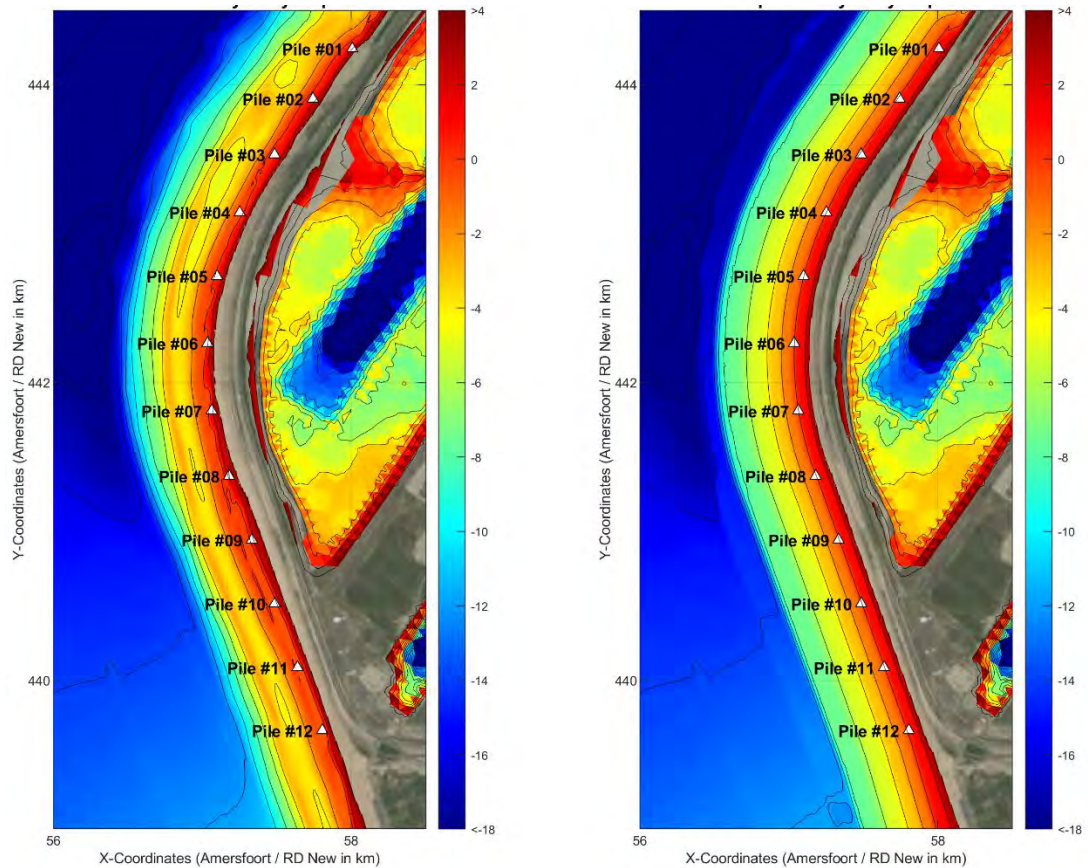 Pile #01
Pile #02
Pile #03
Pile #04
Pile #05
Pile #06
Pile #07
Pile #08
Pile #09
Pile #10
Pile #11
Pile #12
444
442
440
56
58
X-Coordinates (Amersfoort / RD New in km)
Y-Coordinates (Amersfoort / RD New in km)
>4
2
0
-2
-4
-6
-8
-10
-12
-14
-16
<-18
Pile #01
Pile #02
Pile #03
Pile #04
Pile #05
Pile #06
Pile #07
Pile #08
Pile #09
Pile #10
Pile #11
Pile #12
444
442
440
56
58
X-Coordinates (Amersfoort / RD New in km)
Y-Coordinates (Amersfoort / RD New in km)
>4
2
0
-2
-4
-6
-8
-10
-12
-14
-16
<-18